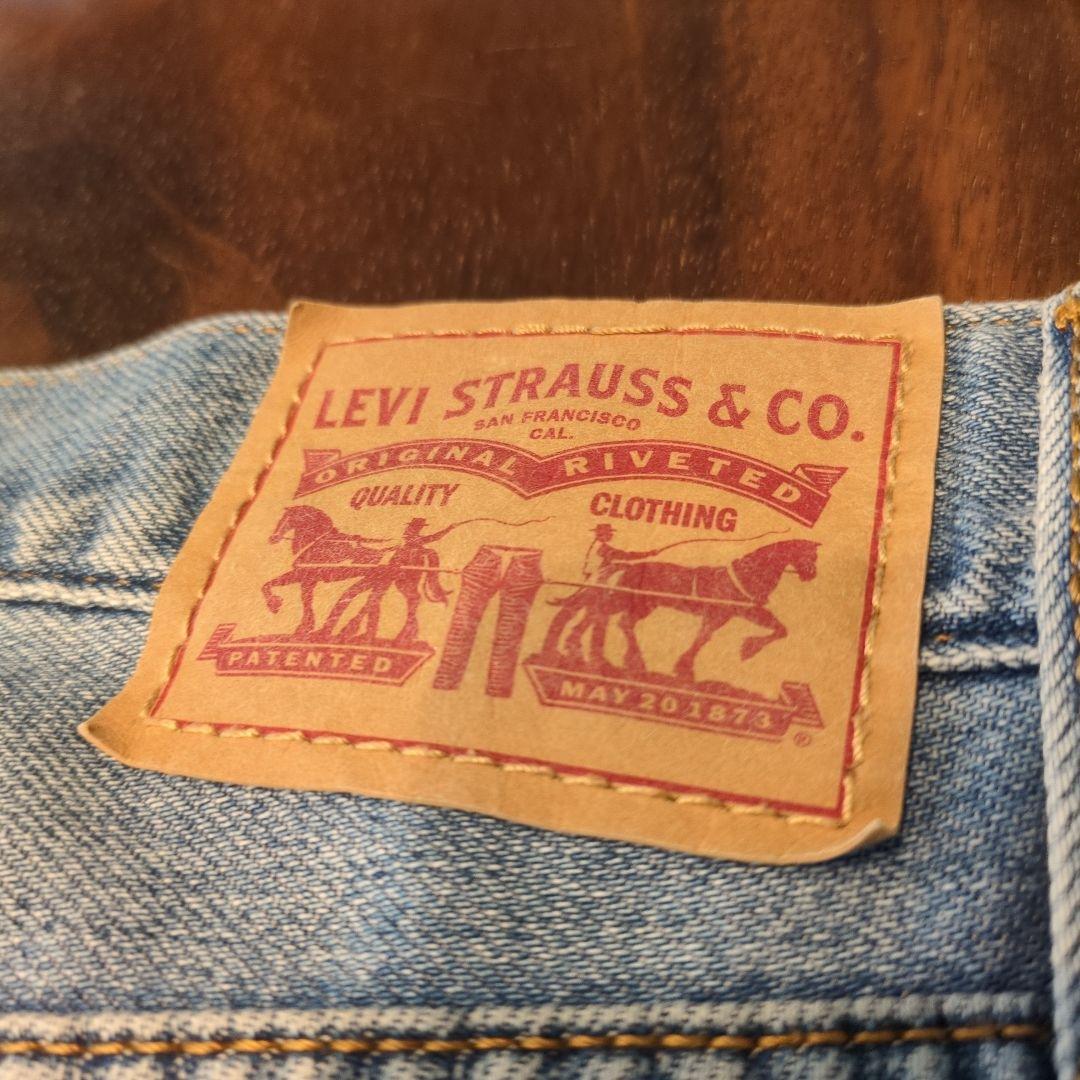 LEVI STRAUSS & CO.
SAN FRANCISCO
CAL.
ORIGINAL RIVETED
QUALITY CLOTHING
PATENTED
MAY 20 1873
®